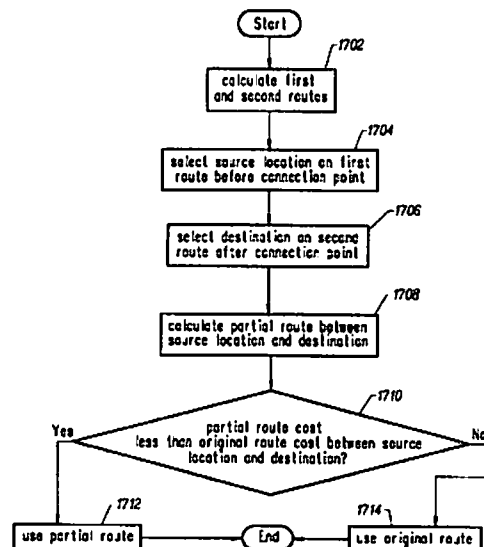 Start
1702
calculate first
and second routes
1704
select source location on first
route before connection point
1706
select destination on second
route after connection point
1708
calculate partial route between
source location and destination
1710
partial route cost
less than original route cost between source
location and destination?
Yes
No
1712
use partial route
End
1714
use original route